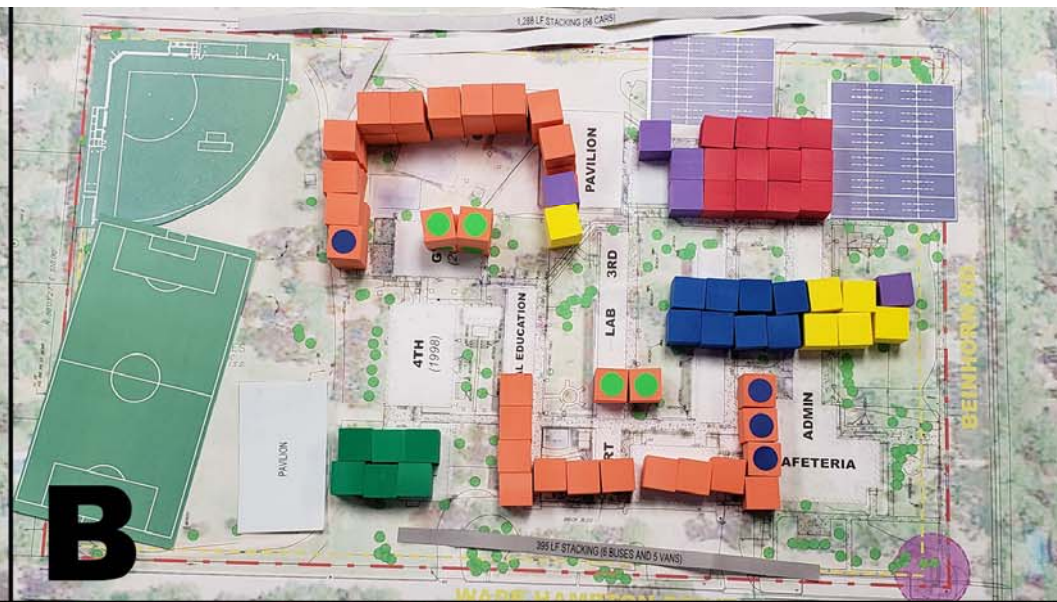 1,288 LF STACKING (56 CARS)
PAVILION
3RD
LAB
AL EDUCATION
4TH
(1998)
PAVILION
ADMIN
AFETERIA
RT
BEINHORN RD
395 LF STACKING (6 BUSES AND 5 VANS)
B